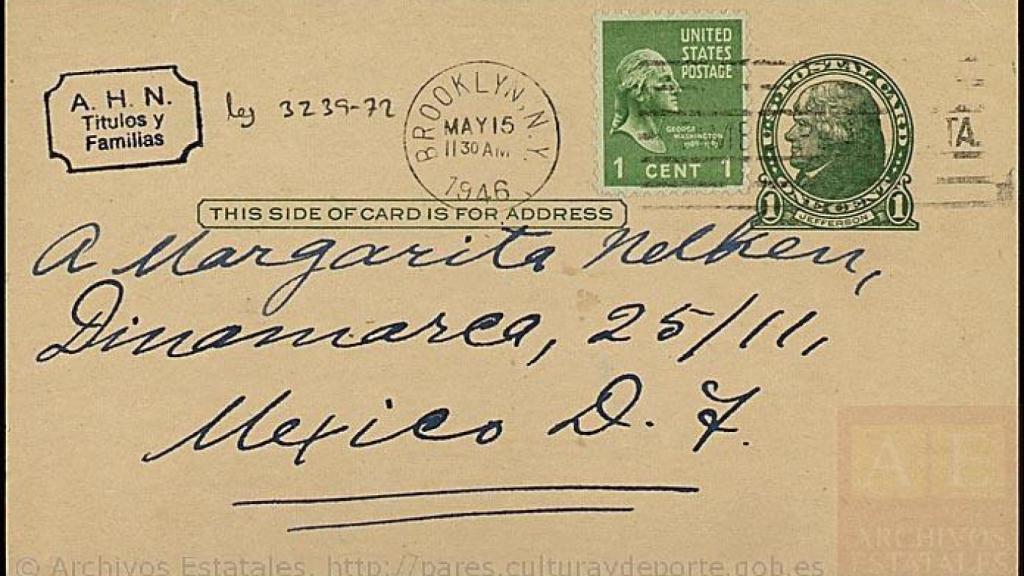 A. H. N.
Titulos y
Familias
leg 3239-72
BROOKLYN, N.Y.
MAY 15
11 30 AM
1946
UNITED
STATES
POSTAGE
GEORGE
WASHINGTON
1 CENT 1
U.S. POSTAL CARD
ONE CENT
1 JEFFERSON 1
TA.
THIS SIDE OF CARD IS FOR ADDRESS
A Margarita Nelken,
Dinamarca, 25/11,
Mexico D. F.
A E
ARCHIVOS
ESTATALES
© Archivos Estatales, http://pares.culturaydeporte.gob.es